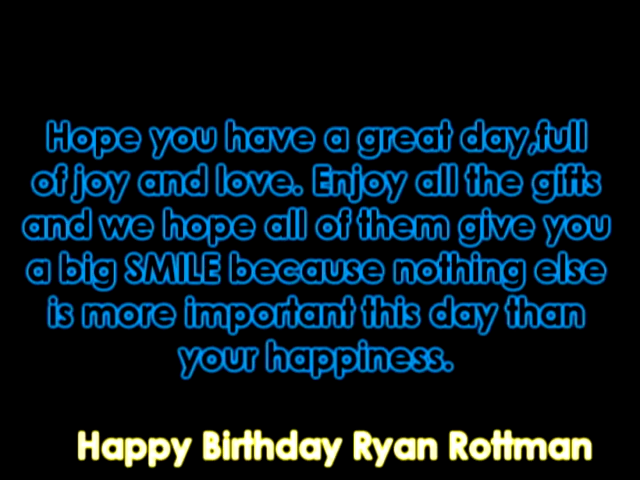 Hope you have a great day,full
of joy and love. Enjoy all the gifts
and we hope all of them give you
a big SMILE because nothing else
is more important this day than
your happiness.
Happy Birthday Ryan Rottman